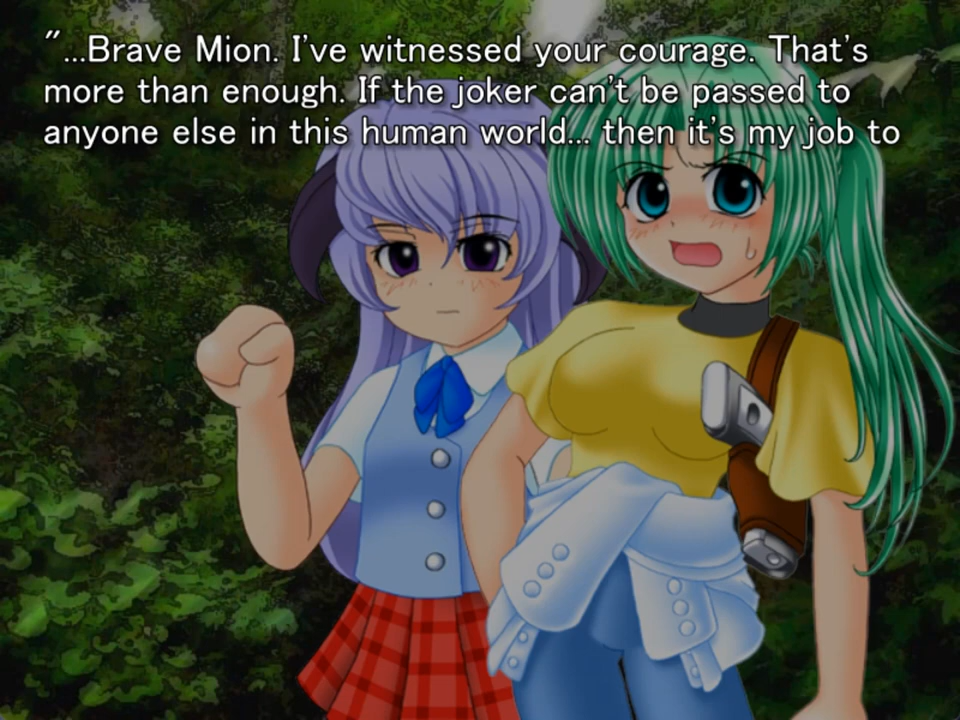 "...Brave Mion. I've witnessed your courage. That's
more than enough. If the joker can't be passed to
anyone else in this human world... then it's my job to